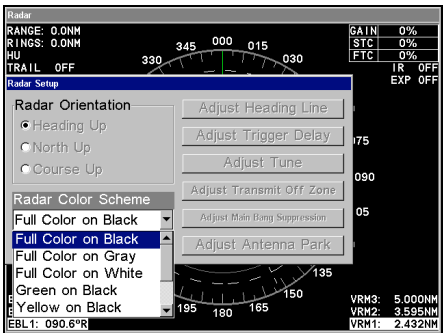 Radar
RANGE: 0.0NM
RINGS: 0.0NM
HU
TRAIL OFF
330
345
000
015
030
GAIN 0%
STC 0%
FTC 0%
IR OFF
EXP OFF
Radar Setup
Radar Orientation
Heading Up
North Up
Course Up
Radar Color Scheme
Full Color on Black
Full Color on Black
Full Color on Gray
Full Color on White
Green on Black
Yellow on Black
Adjust Heading Line
Adjust Trigger Delay
Adjust Tune
Adjust Transmit Off Zone
Adjust Main Bang Suppression
Adjust Antenna Park
075
090
05
135
150
165
180
195
EBL1: 090.6°R
VRM3: 5.000NM
VRM2: 3.595NM
VRM1: 2.432NM